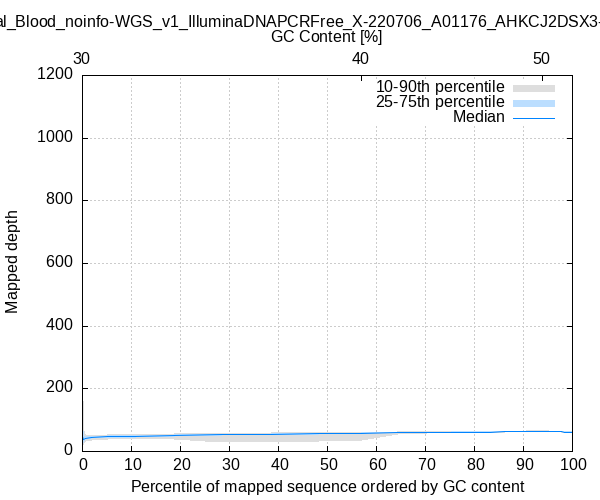 al_Blood_noinfo-WGS_v1_IlluminaDNAPCRFree_X-220706_A01176_AHKCJ2DSX3-
GC Content [%]
30 40 50
1200
1000
800
600
400
200
0
Mapped depth
10-90th percentile
25-75th percentile
Median
0 10 20 30 40 50 60 70 80 90 100
Percentile of mapped sequence ordered by GC content